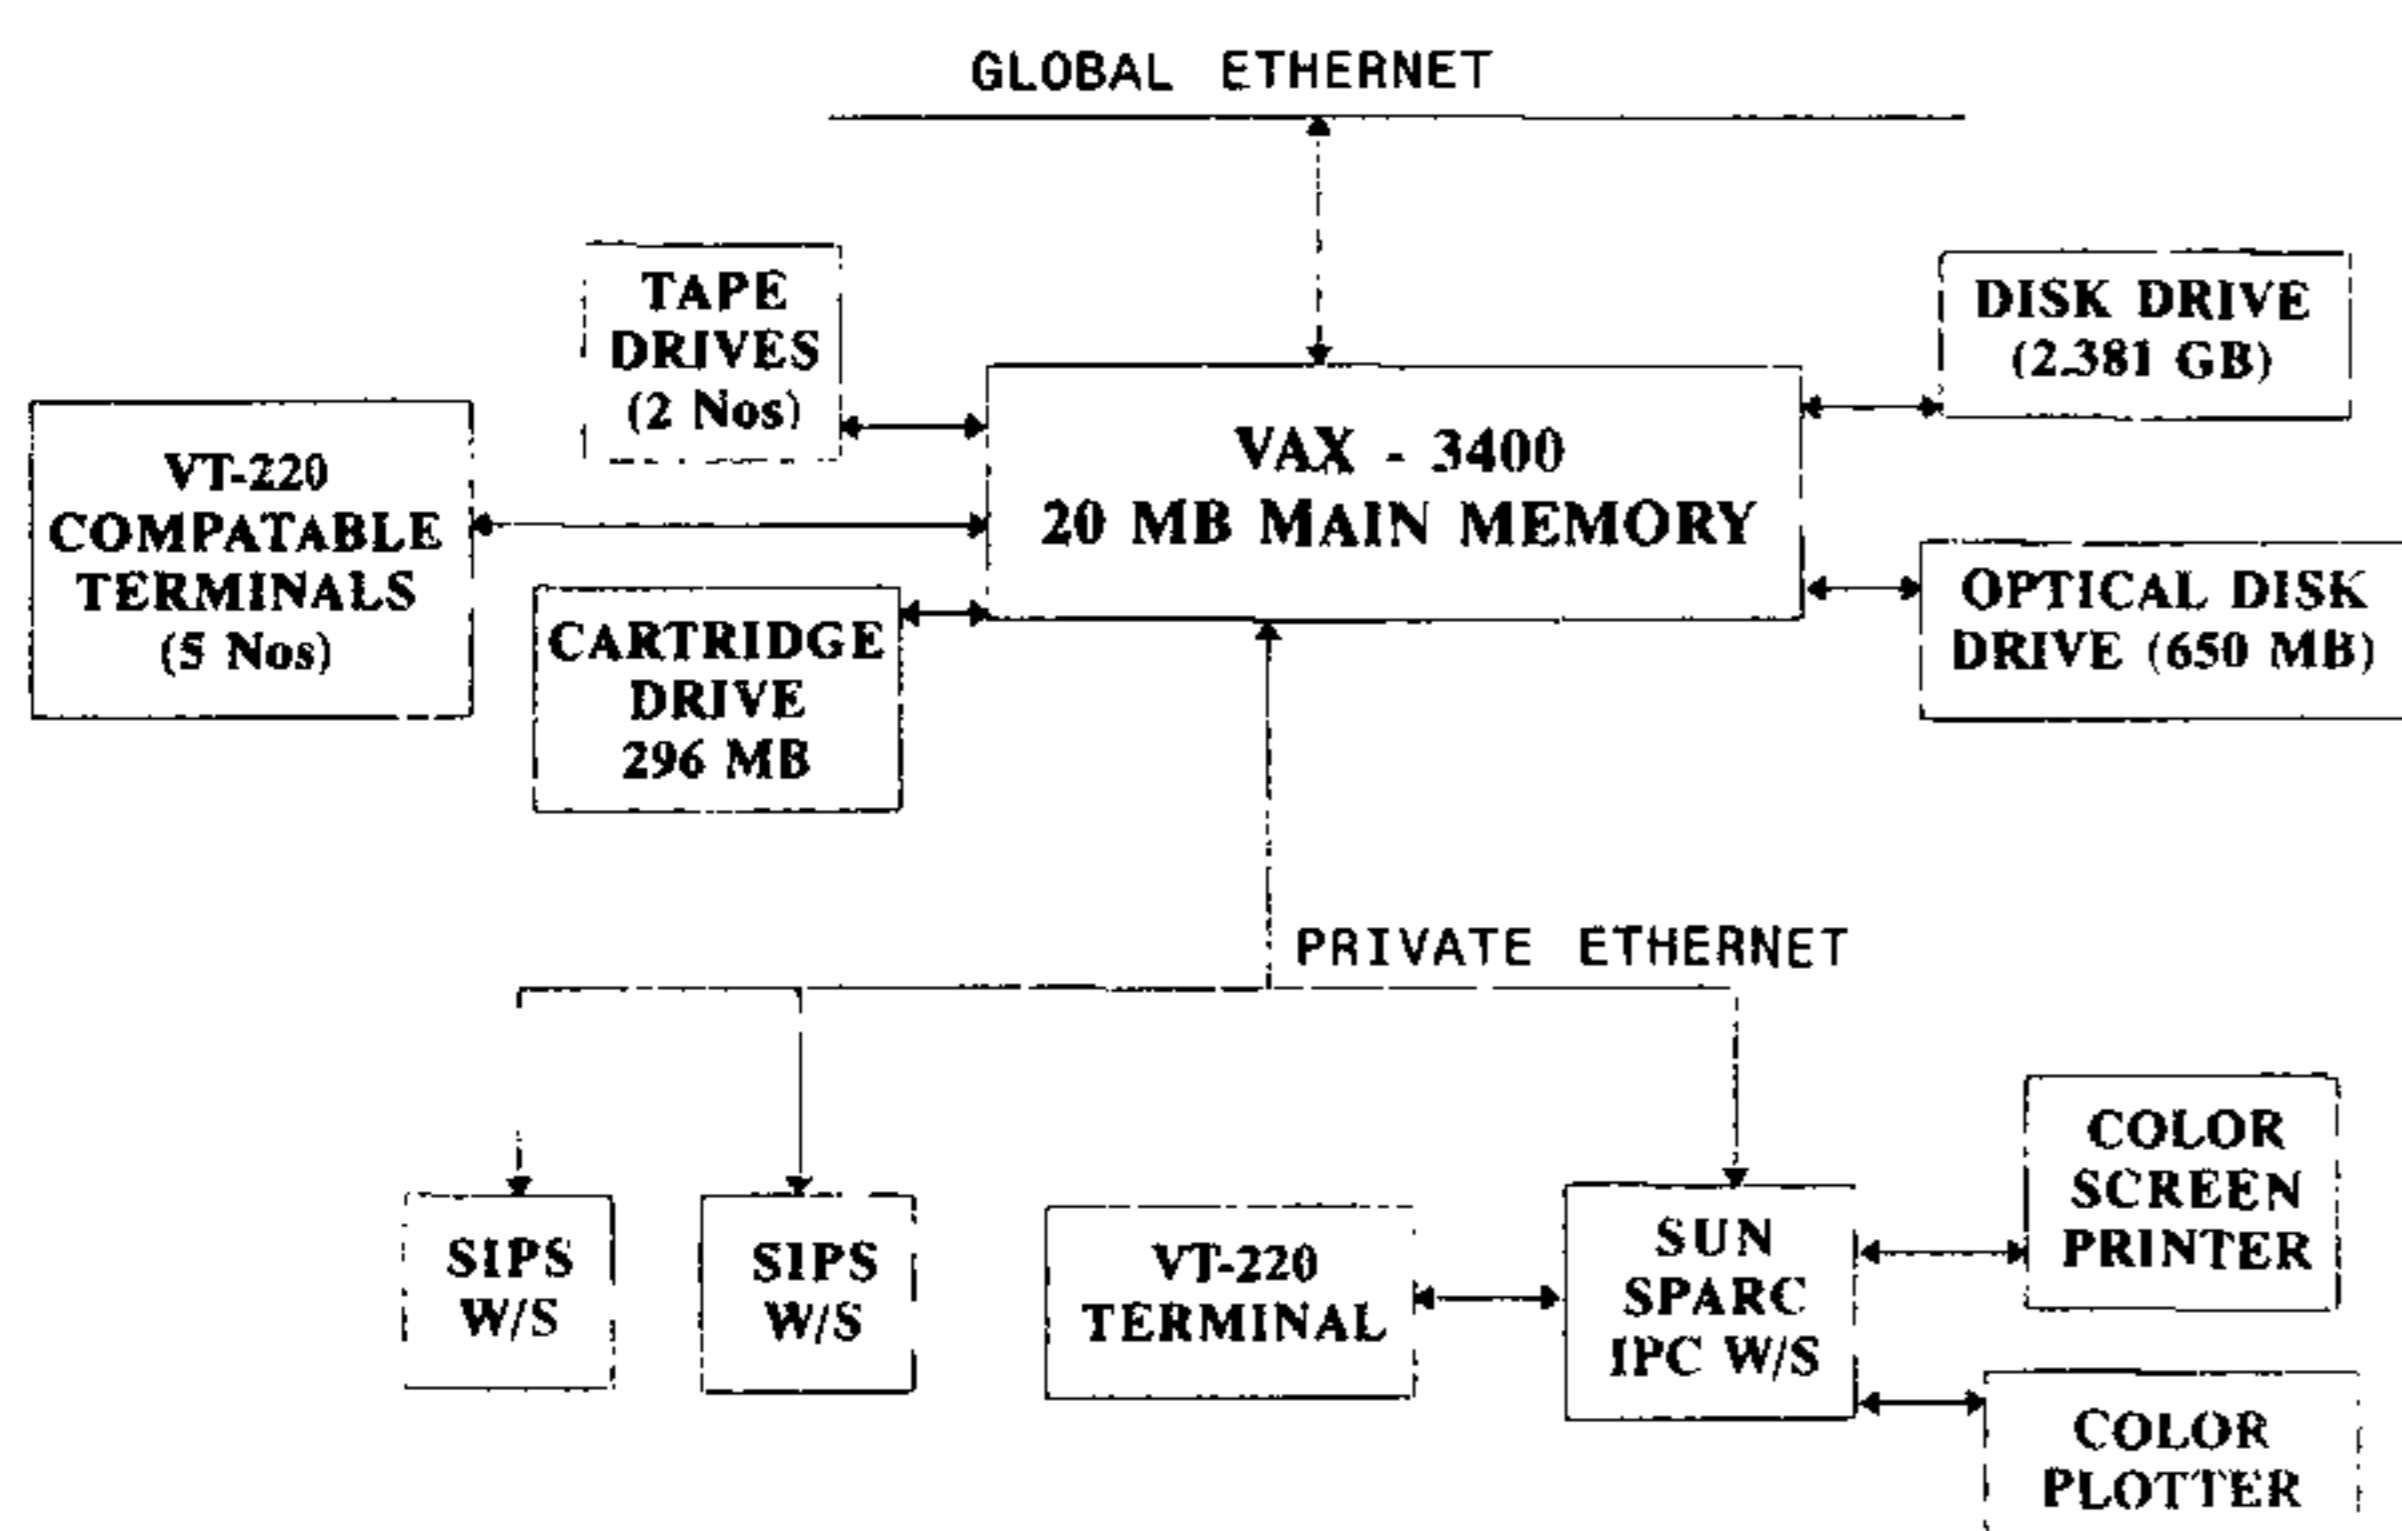 GLOBAL ETHERNET
TAPE
DRIVES
(2 Nos)
DISK DRIVE
(2.381 GB)
VT-220
COMPATABLE
TERMINALS
(5 Nos)
VAX - 3400
20 MB MAIN MEMORY
CARTRIDGE
DRIVE
296 MB
OPTICAL DISK
DRIVE (650 MB)
PRIVATE ETHERNET
SIPS
W/S
SIPS
W/S
VT-220
TERMINAL
SUN
SPARC
IPC W/S
COLOR
SCREEN
PRINTER
COLOR
PLOTTER